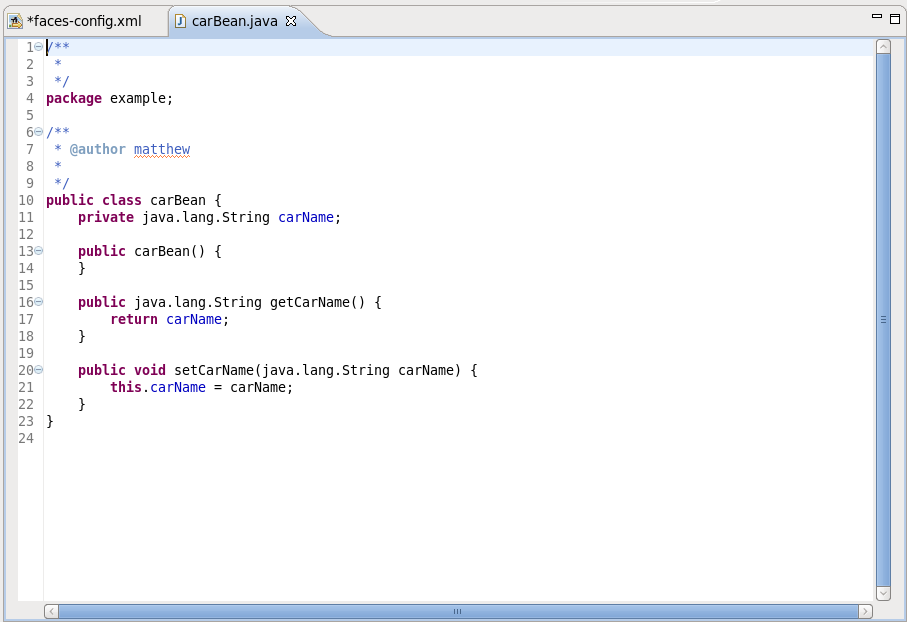 *faces-config.xml carBean.java
1 /**
2  *
3  */
4 package example;
5
6 /**
7  * @author matthew
8  *
9  */
10 public class carBean {
11     private java.lang.String carName;
12
13     public carBean() {
14     }
15
16     public java.lang.String getCarName() {
17         return carName;
18     }
19
20     public void setCarName(java.lang.String carName) {
21         this.carName = carName;
22     }
23 }
24